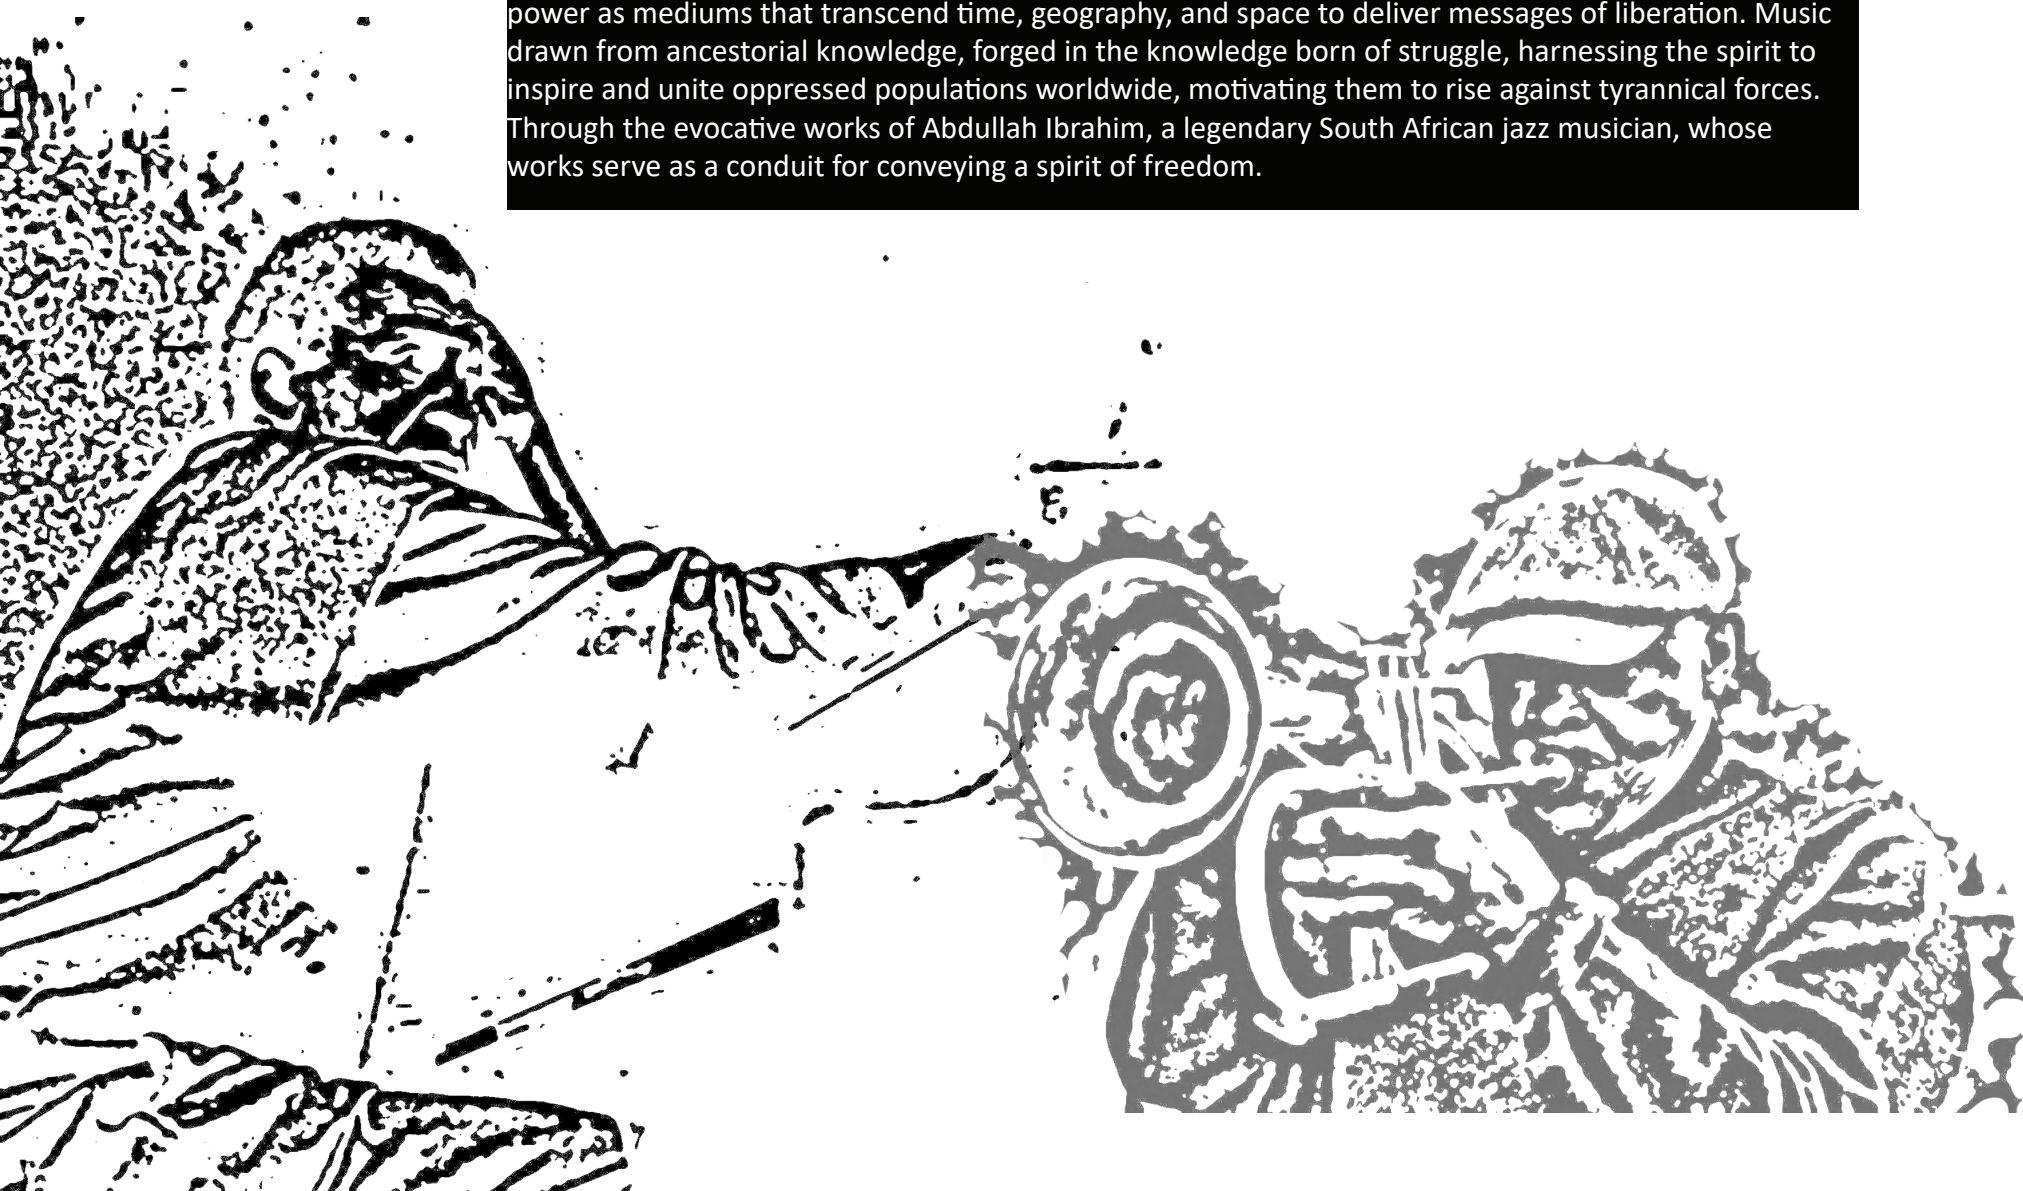 power as mediums that transcend time, geography, and space to deliver messages of liberation. Music
drawn from ancestorial knowledge, forged in the knowledge born of struggle, harnessing the spirit to
inspire and unite oppressed populations worldwide, motivating them to rise against tyrannical forces.
Through the evocative works of Abdullah Ibrahim, a legendary South African jazz musician, whose
works serve as a conduit for conveying a spirit of freedom.